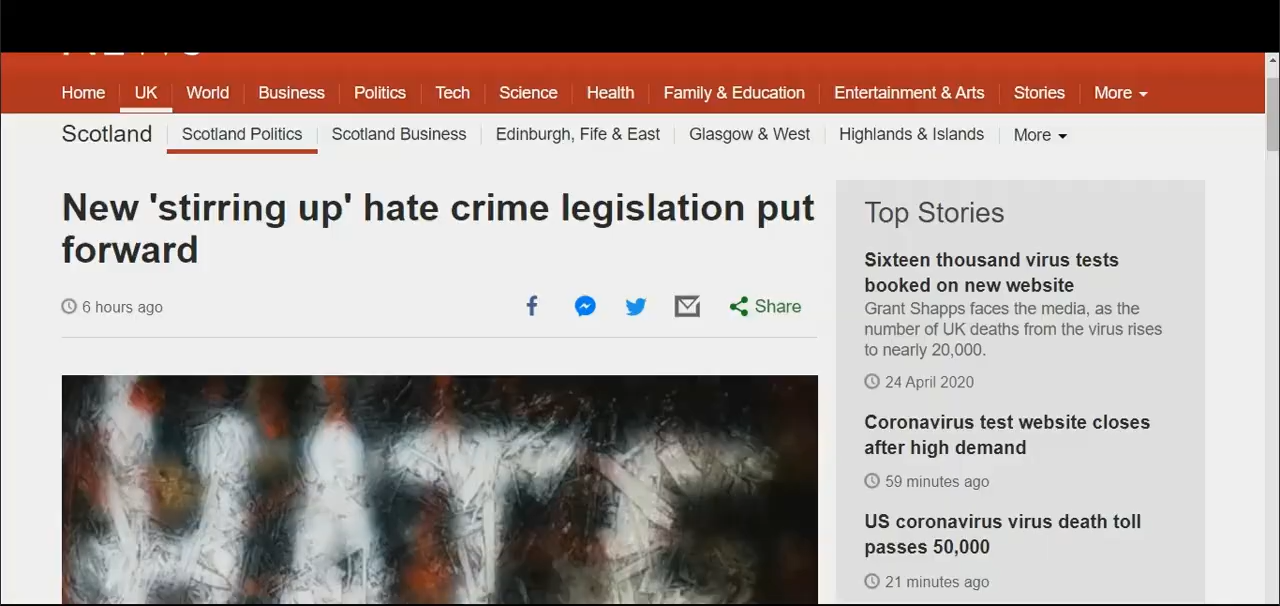 Home UK World Business Politics Tech Science Health Family & Education Entertainment & Arts Stories More
Scotland Scotland Politics Scotland Business Edinburgh, Fife & East Glasgow & West Highlands & Islands More
New 'stirring up' hate crime legislation put
forward
6 hours ago
Share
HATE
Top Stories
Sixteen thousand virus tests
booked on new website
Grant Shapps faces the media, as the
number of UK deaths from the virus rises
to nearly 20,000.
24 April 2020
Coronavirus test website closes
after high demand
59 minutes ago
US coronavirus virus death toll
passes 50,000
21 minutes ago